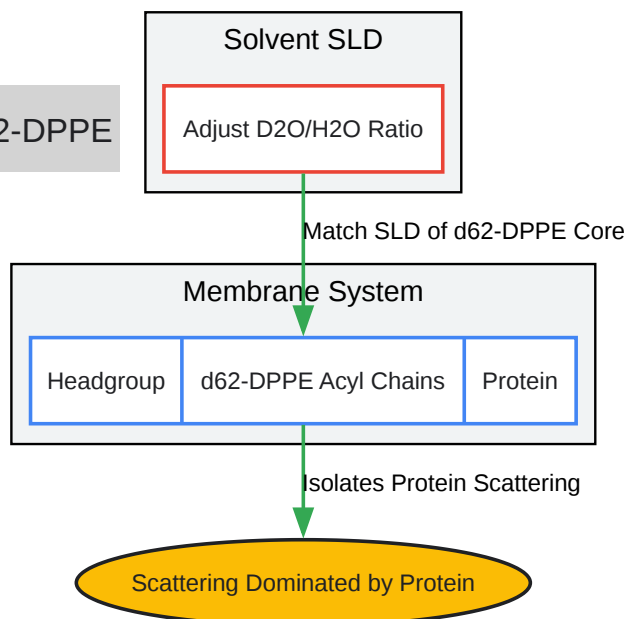 Solvent SLD
Adjust D2O/H2O Ratio
2-DPPE
Match SLD of d62-DPPE Core
Membrane System
Headgroup
d62-DPPE Acyl Chains
Protein
Isolates Protein Scattering
Scattering Dominated by Protein